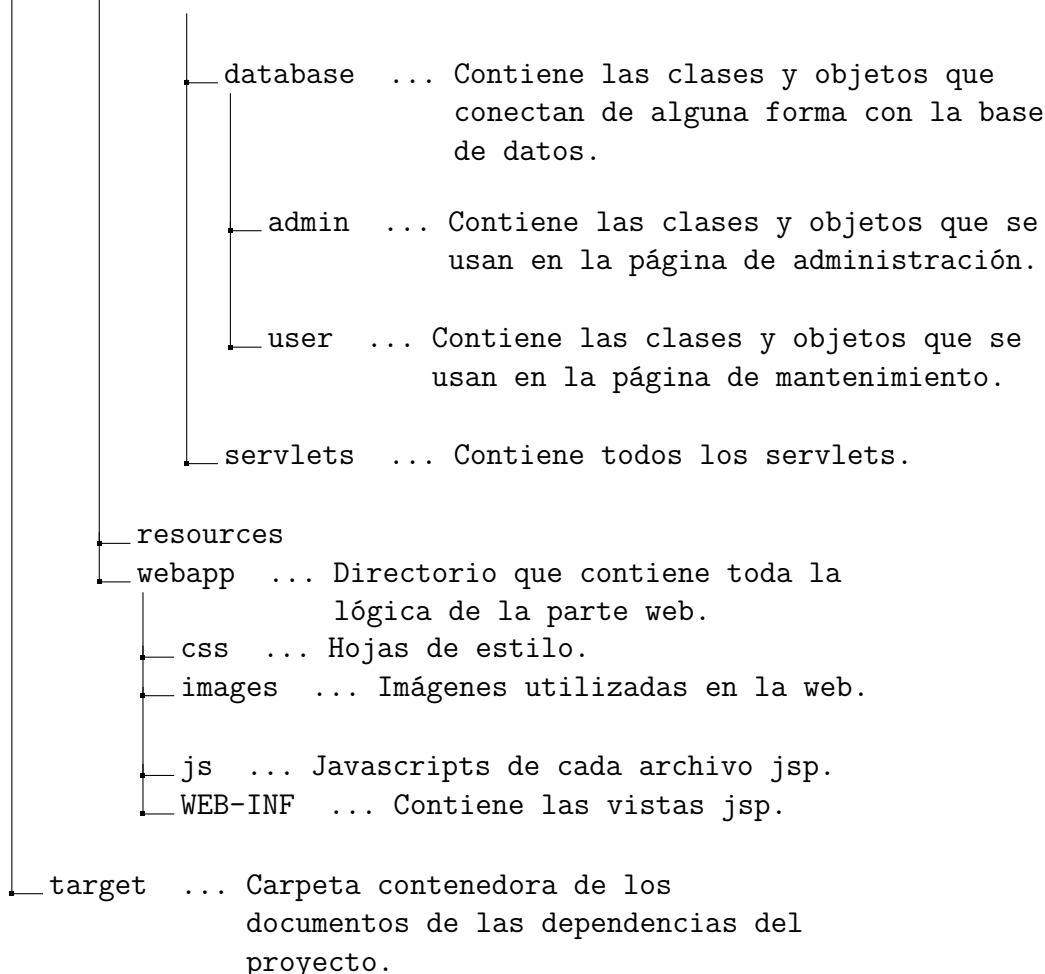 database ... Contiene las clases y objetos que
conectan de alguna forma con la base
de datos.
admin ... Contiene las clases y objetos que se
usan en la página de administración.
user ... Contiene las clases y objetos que se
usan en la página de mantenimiento.
servlets ... Contiene todos los servlets.
resources
webapp ... Directorio que contiene toda la
lógica de la parte web.
css ... Hojas de estilo.
images ... Imágenes utilizadas en la web.
js ... Javascripts de cada archivo jsp.
WEB-INF ... Contiene las vistas jsp.
target ... Carpeta contenedora de los
documentos de las dependencias del
proyecto.